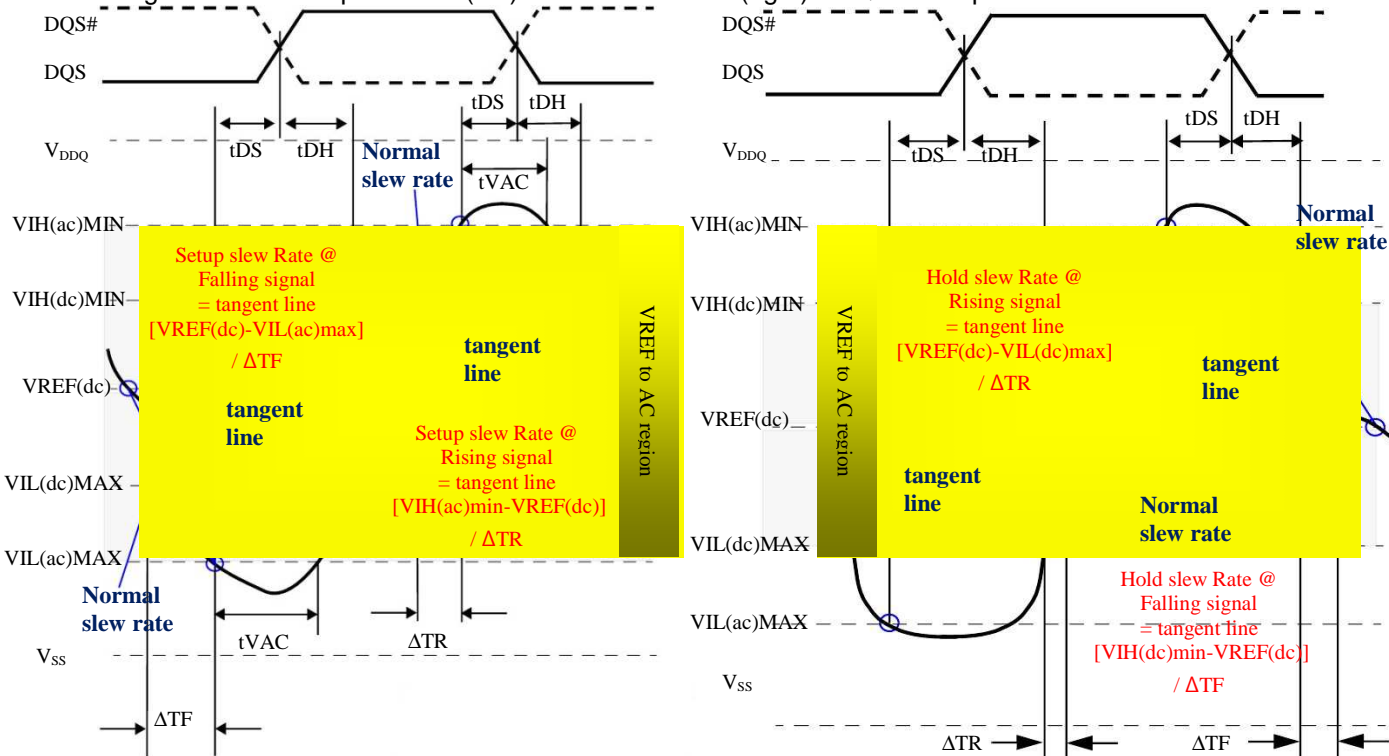 DQS#
DQS
tDS
tDH
tDS
tDH
VDDQ
Normal
slew rate
tVAC
VIH(ac)MIN
Setup slew Rate @
Falling signal
= tangent line
[VREF(dc)-VIL(ac)max]
/ ΔTF
VIH(dc)MIN
tangent
line
VREF to AC region
VREF(dc)
tangent
line
Setup slew Rate @
Rising signal
= tangent line
[VIH(ac)min-VREF(dc)]
/ ΔTR
VIL(dc)MAX
VIL(ac)MAX
Normal
slew rate
tVAC
ΔTR
VSS
ΔTF
DQS#
DQS
tDS
tDH
tDS
tDH
VDDQ
VIH(ac)MIN
Normal
slew rate
Hold slew Rate @
Rising signal
= tangent line
[VREF(dc)-VIL(dc)max]
/ ΔTR
VIH(dc)MIN
VREF to AC region
tangent
line
VREF(dc)
tangent
line
Normal
slew rate
VIL(dc)MAX
Hold slew Rate @
Falling signal
= tangent line
[VIH(dc)min-VREF(dc)]
/ ΔTF
VIL(ac)MAX
VSS
ΔTR
ΔTF